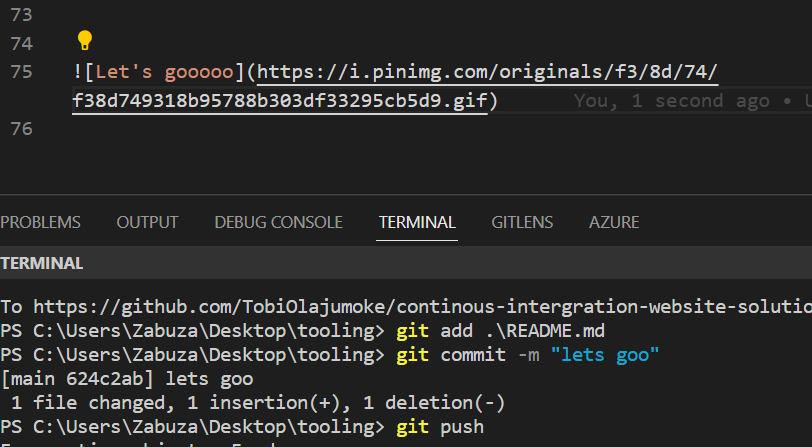 73
74
75 ![Let's gooooo](https://i.pinimg.com/originals/f3/8d/74/
f38d749318b95788b303df33295cb5d9.gif) You, 1 second ago •
76
PROBLEMS OUTPUT DEBUG CONSOLE TERMINAL GITLENS AZURE
TERMINAL
To https://github.com/TobiOlajumoke/continous-intergration-website-solutio
PS C:\Users\Zabuza\Desktop\tooling> git add .\README.md
PS C:\Users\Zabuza\Desktop\tooling> git commit -m "lets goo"
[main 624c2ab] lets goo
1 file changed, 1 insertion(+), 1 deletion(-)
PS C:\Users\Zabuza\Desktop\tooling> git push